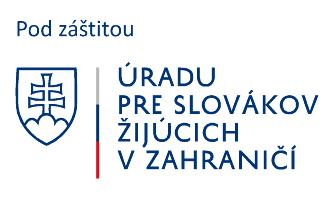 Pod záštitou
ÚRADU
PRE SLOVÁKOV
ŽIJÚCICH
V ZAHRANIČÍ